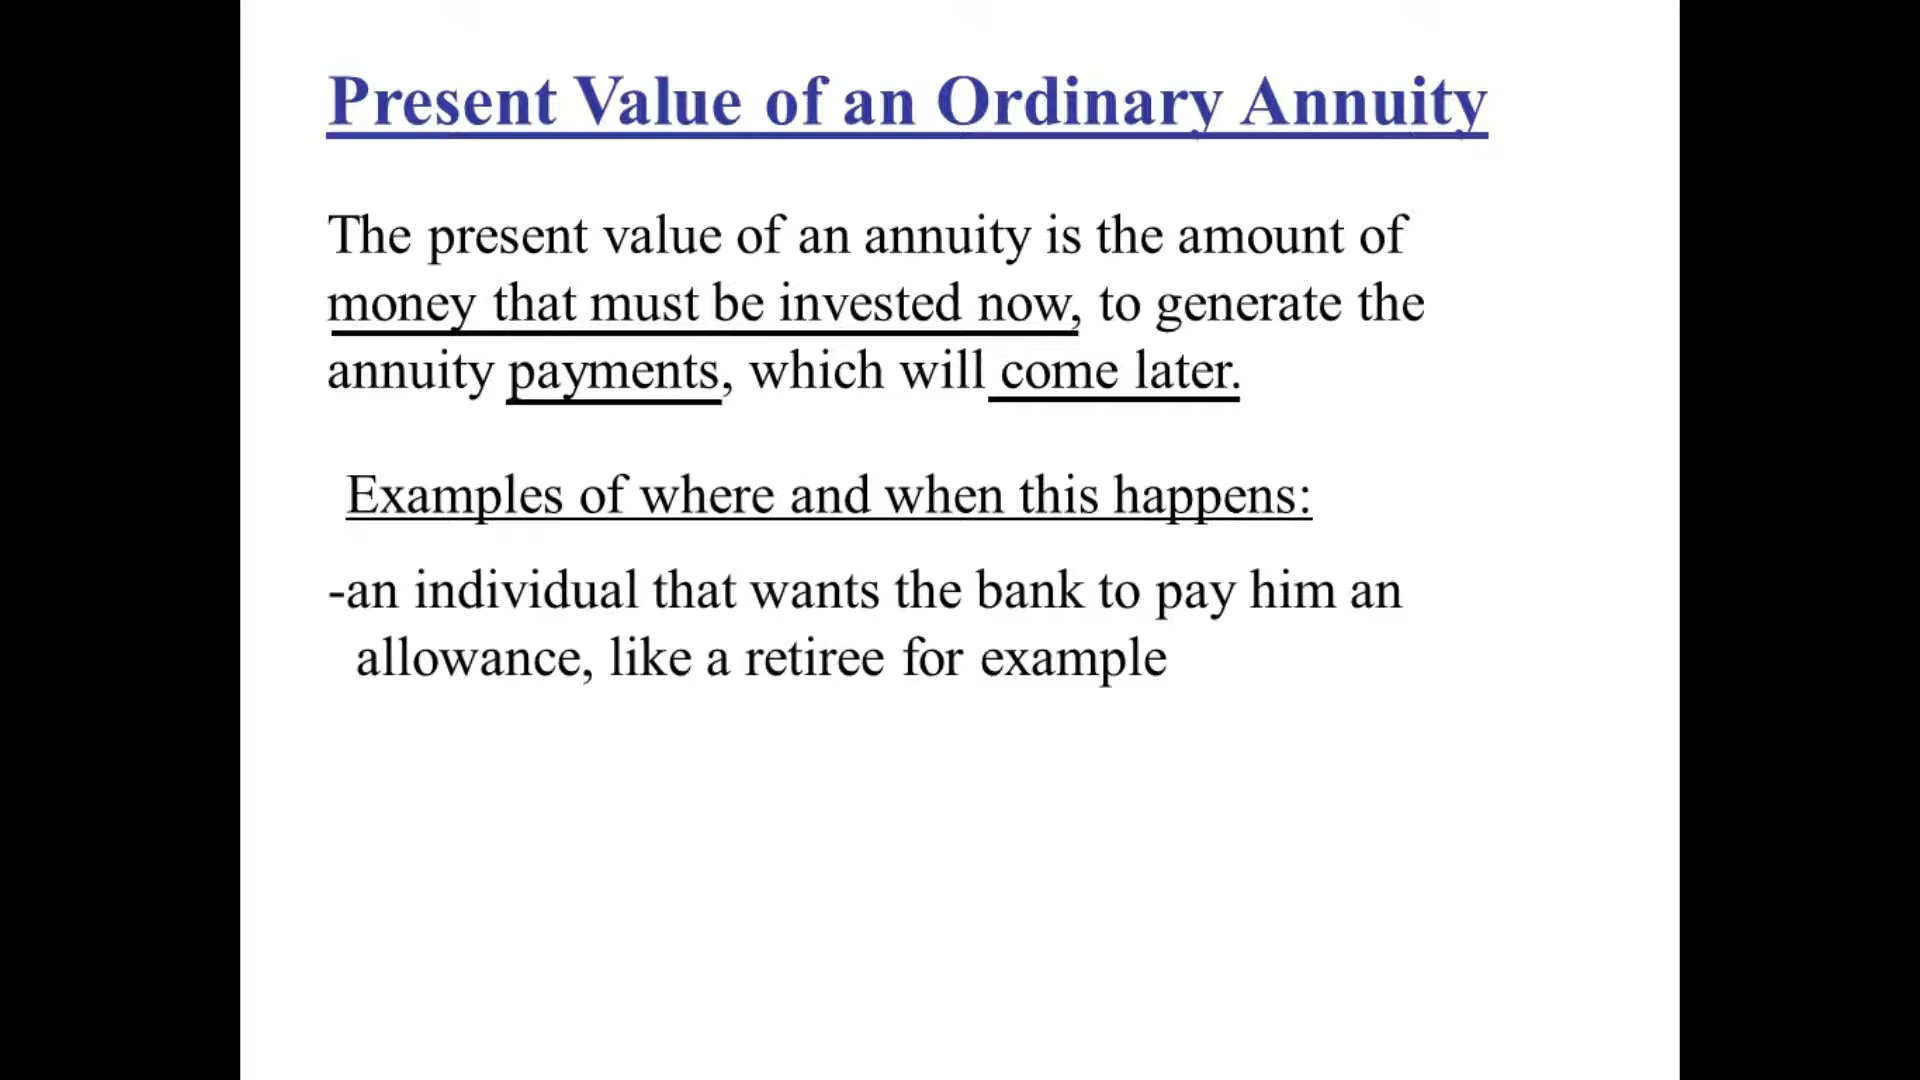 Present Value of an Ordinary Annuity
The present value of an annuity is the amount of
money that must be invested now, to generate the
annuity payments, which will come later.
Examples of where and when this happens:
-an individual that wants the bank to pay him an
allowance, like a retiree for example